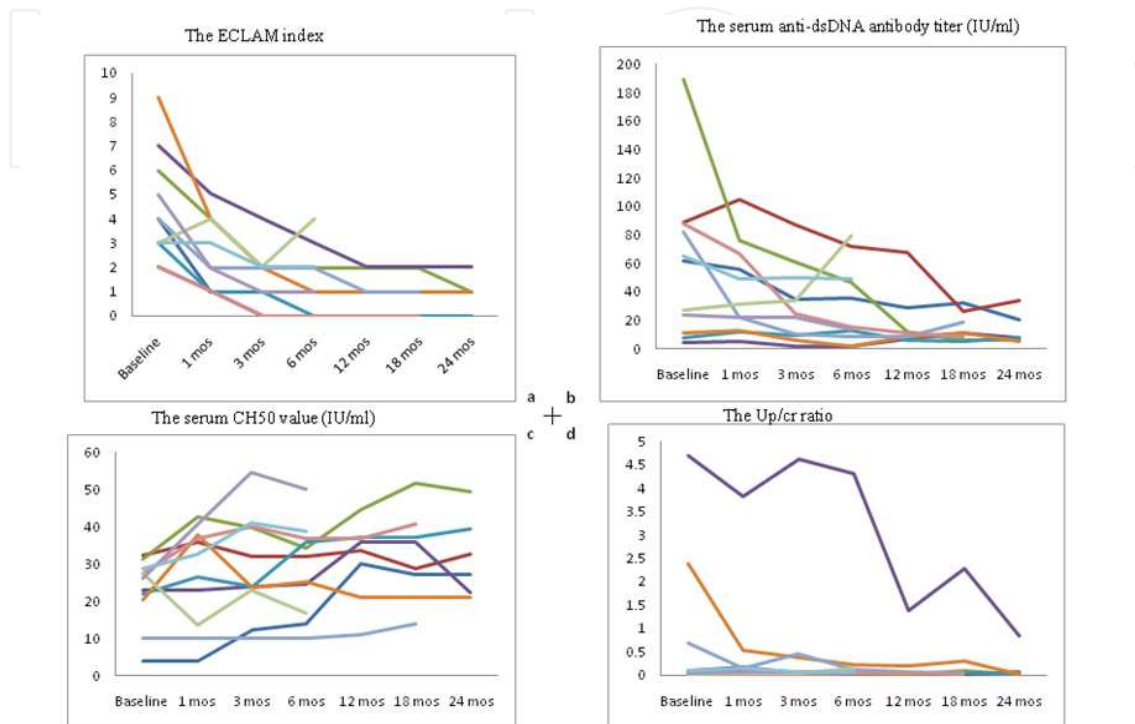 The ECLAM index
10
9
8
7
6
5
4
3
2
1
0
Baseline
1 mos
3 mos
6 mos
12 mos
18 mos
24 mos
a
The serum anti-dsDNA antibody titer (IU/ml)
200
180
160
140
120
100
80
60
40
20
0
Baseline 1 mos 3 mos 6 mos 12 mos 18 mos 24 mos
b
The serum CH50 value (IU/ml)
c
60
50
40
30
20
10
0
Baseline 1 mos 3 mos 6 mos 12 mos 18 mos 24 mos
The Up/cr ratio
d
5
4.5
4
3.5
3
2.5
2
1.5
1
0.5
0
Baseline 1 mos 3 mos 6 mos 12 mos 18 mos 24 mos